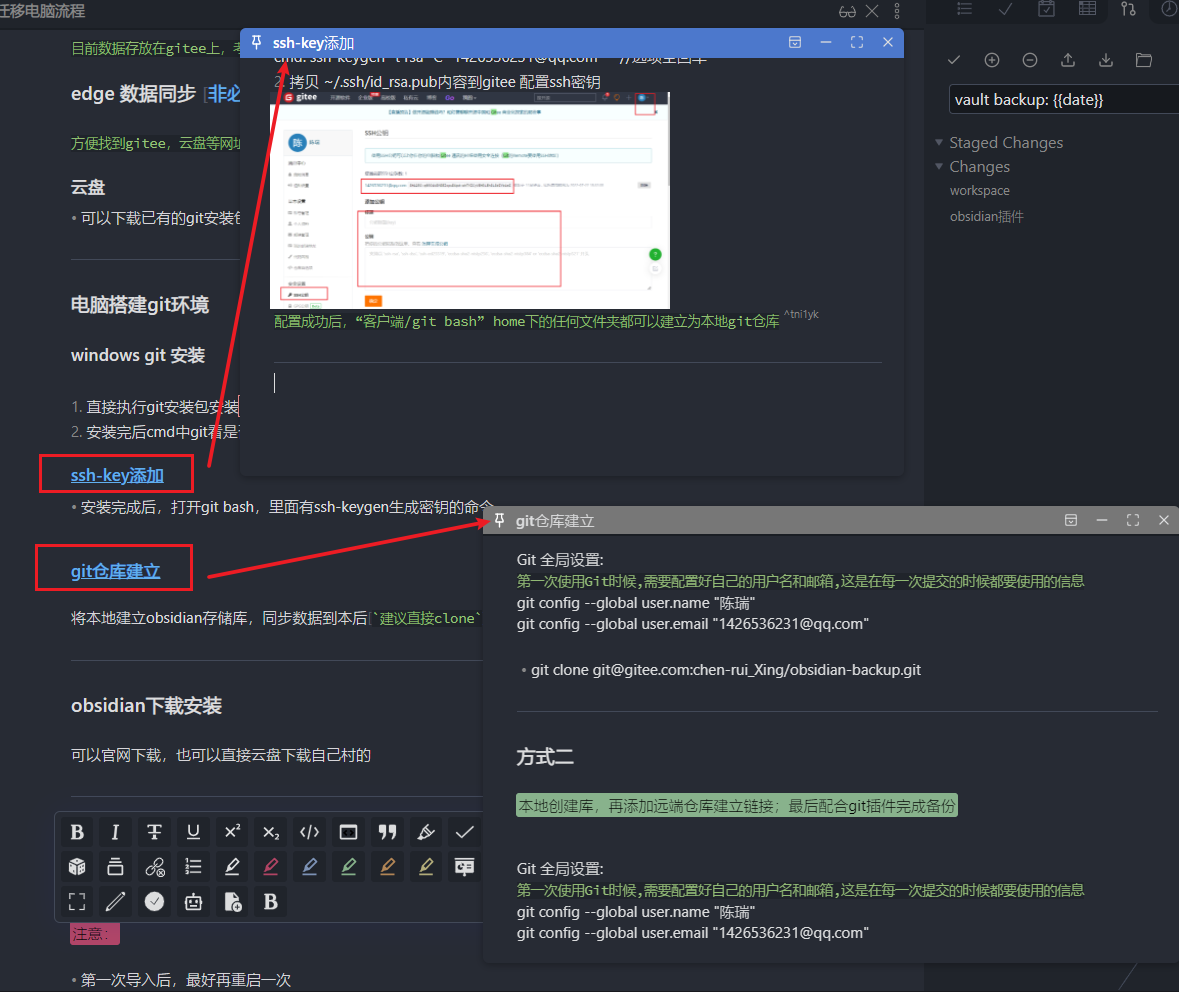 迁移电脑流程
目前数据存放在gitee上，
edge 数据同步 [非必
方便找到gitee，云盘等网址
云盘
• 可以下载已有的git安装包
电脑搭建git环境
windows git 安装
1. 直接执行git安装包安装
2. 安装完后cmd中git看是
ssh-key添加
• 安装完成后，打开git bash，里面有ssh-keygen生成密钥的命令
git仓库建立
将本地建立obsidian存储库，同步数据到本后[`建议直接clone`
obsidian下载安装
可以官网下载，也可以直接云盘下载自己村的
注意：
• 第一次导入后，最好再重启一次
ssh-key添加
cmd: ssh-keygen -t rsa -C "1426536231@qq.com" //选项全回车
2. 拷贝 ~/.ssh/id_rsa.pub内容到gitee 配置ssh密钥
gitee
SSH公钥
配置成功后，“客户端/git bash” home下的任何文件夹都可以建立为本地git仓库 ^tni1yk
git仓库建立
Git 全局设置:
第一次使用Git时候,需要配置好自己的用户名和邮箱,这是在每一次提交的时候都要使用的信息
git config --global user.name "陈瑞"
git config --global user.email "1426536231@qq.com"
• git clone git@gitee.com:chen-rui_Xing/obsidian-backup.git
方式二
本地创建库，再添加远端仓库建立链接；最后配合git插件完成备份
Git 全局设置:
第一次使用Git时候,需要配置好自己的用户名和邮箱,这是在每一次提交的时候都要使用的信息
git config --global user.name "陈瑞"
git config --global user.email "1426536231@qq.com"
vault backup: {{date}}
Staged Changes
Changes
workspace
obsidian插件